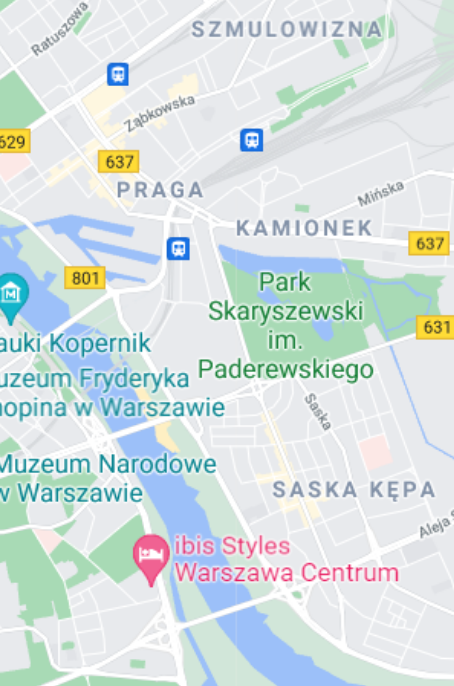 Ratuszowa
SZMULOWIZNA
Ząbkowska
629
637
PRAGA
Mińska
KAMIONEK
637
801
Park
Skaryszewski
im.
Paderewskiego
631
auki Kopernik
uzeum Fryderyka
hopina w Warszawie
Saska
Muzeum Narodowe
w Warszawie
SASKA KĘPA
Aleja s
ibis Styles
Warszawa Centrum